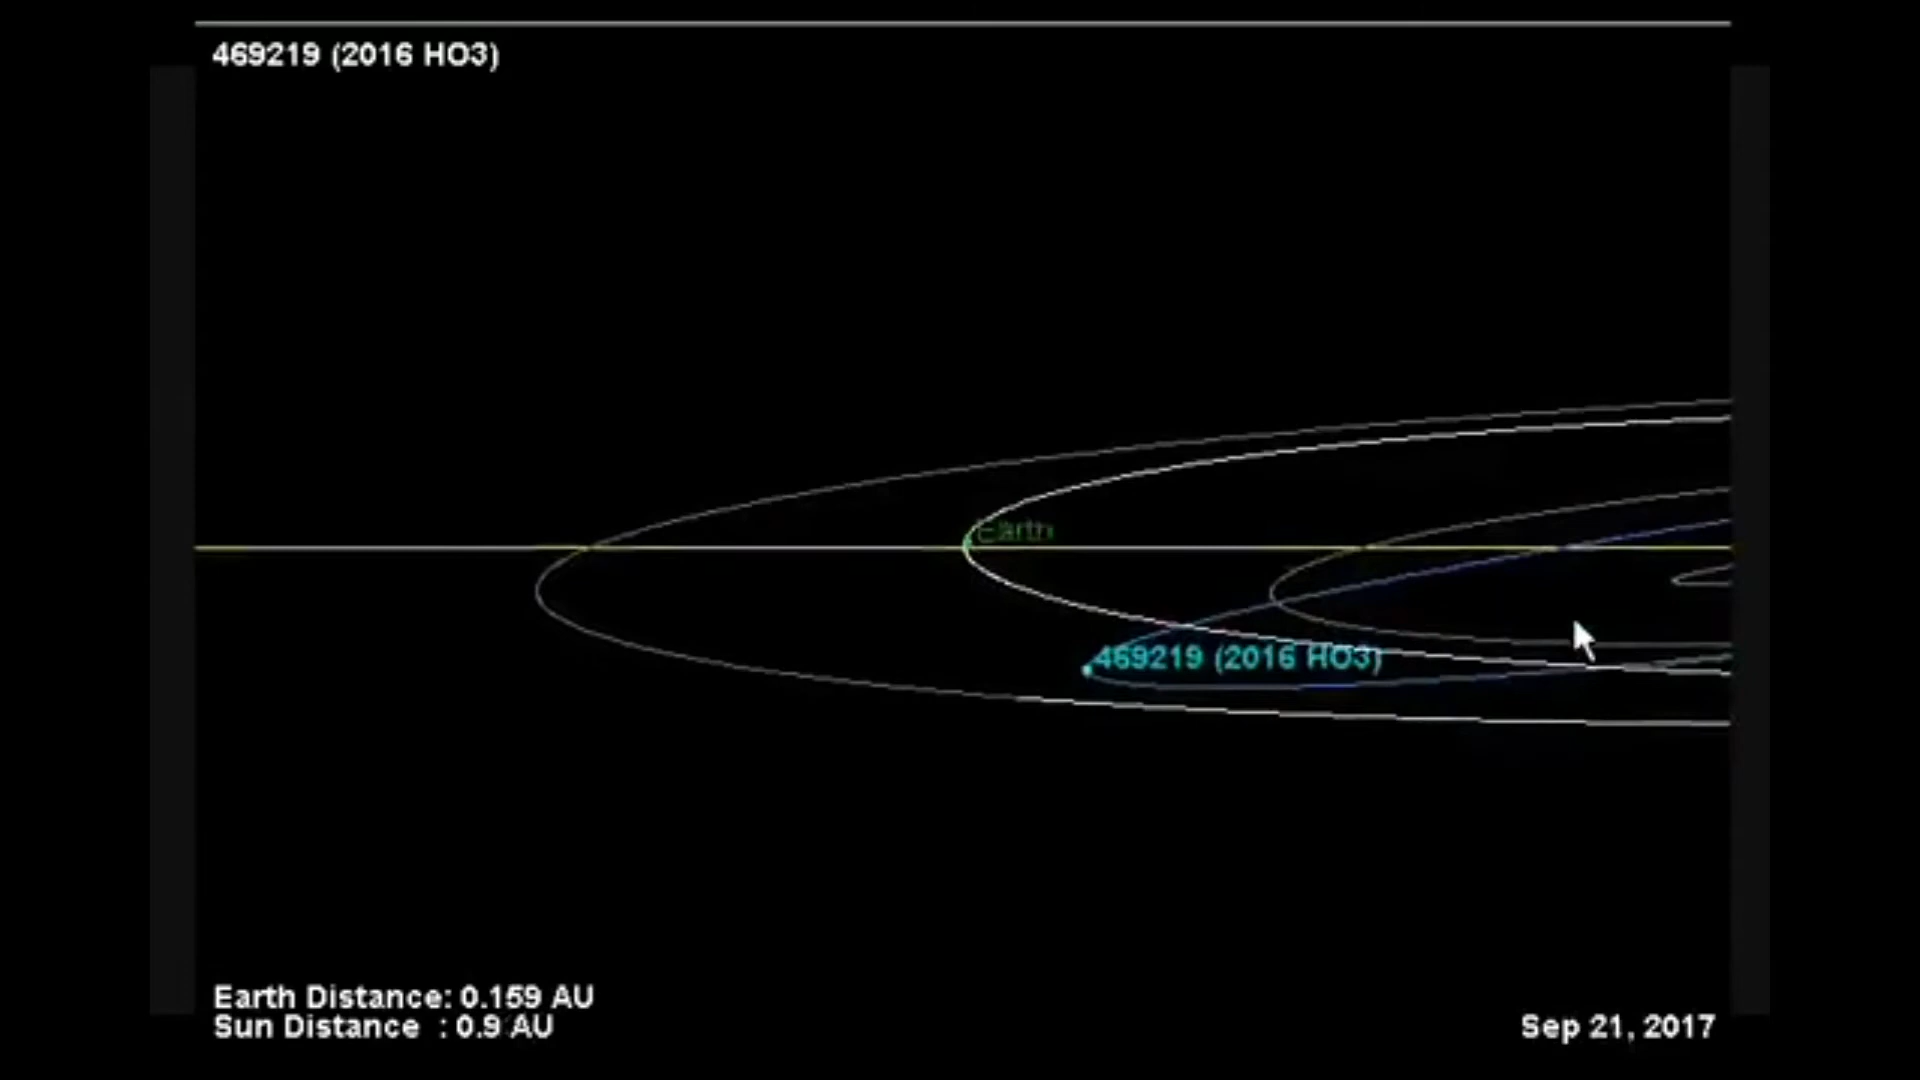 469219 (2016 HO3)
Earth
469219 (2016 HO3)
Earth Distance: 0.159 AU
Sun Distance : 0.9 AU
Sep 21, 2017